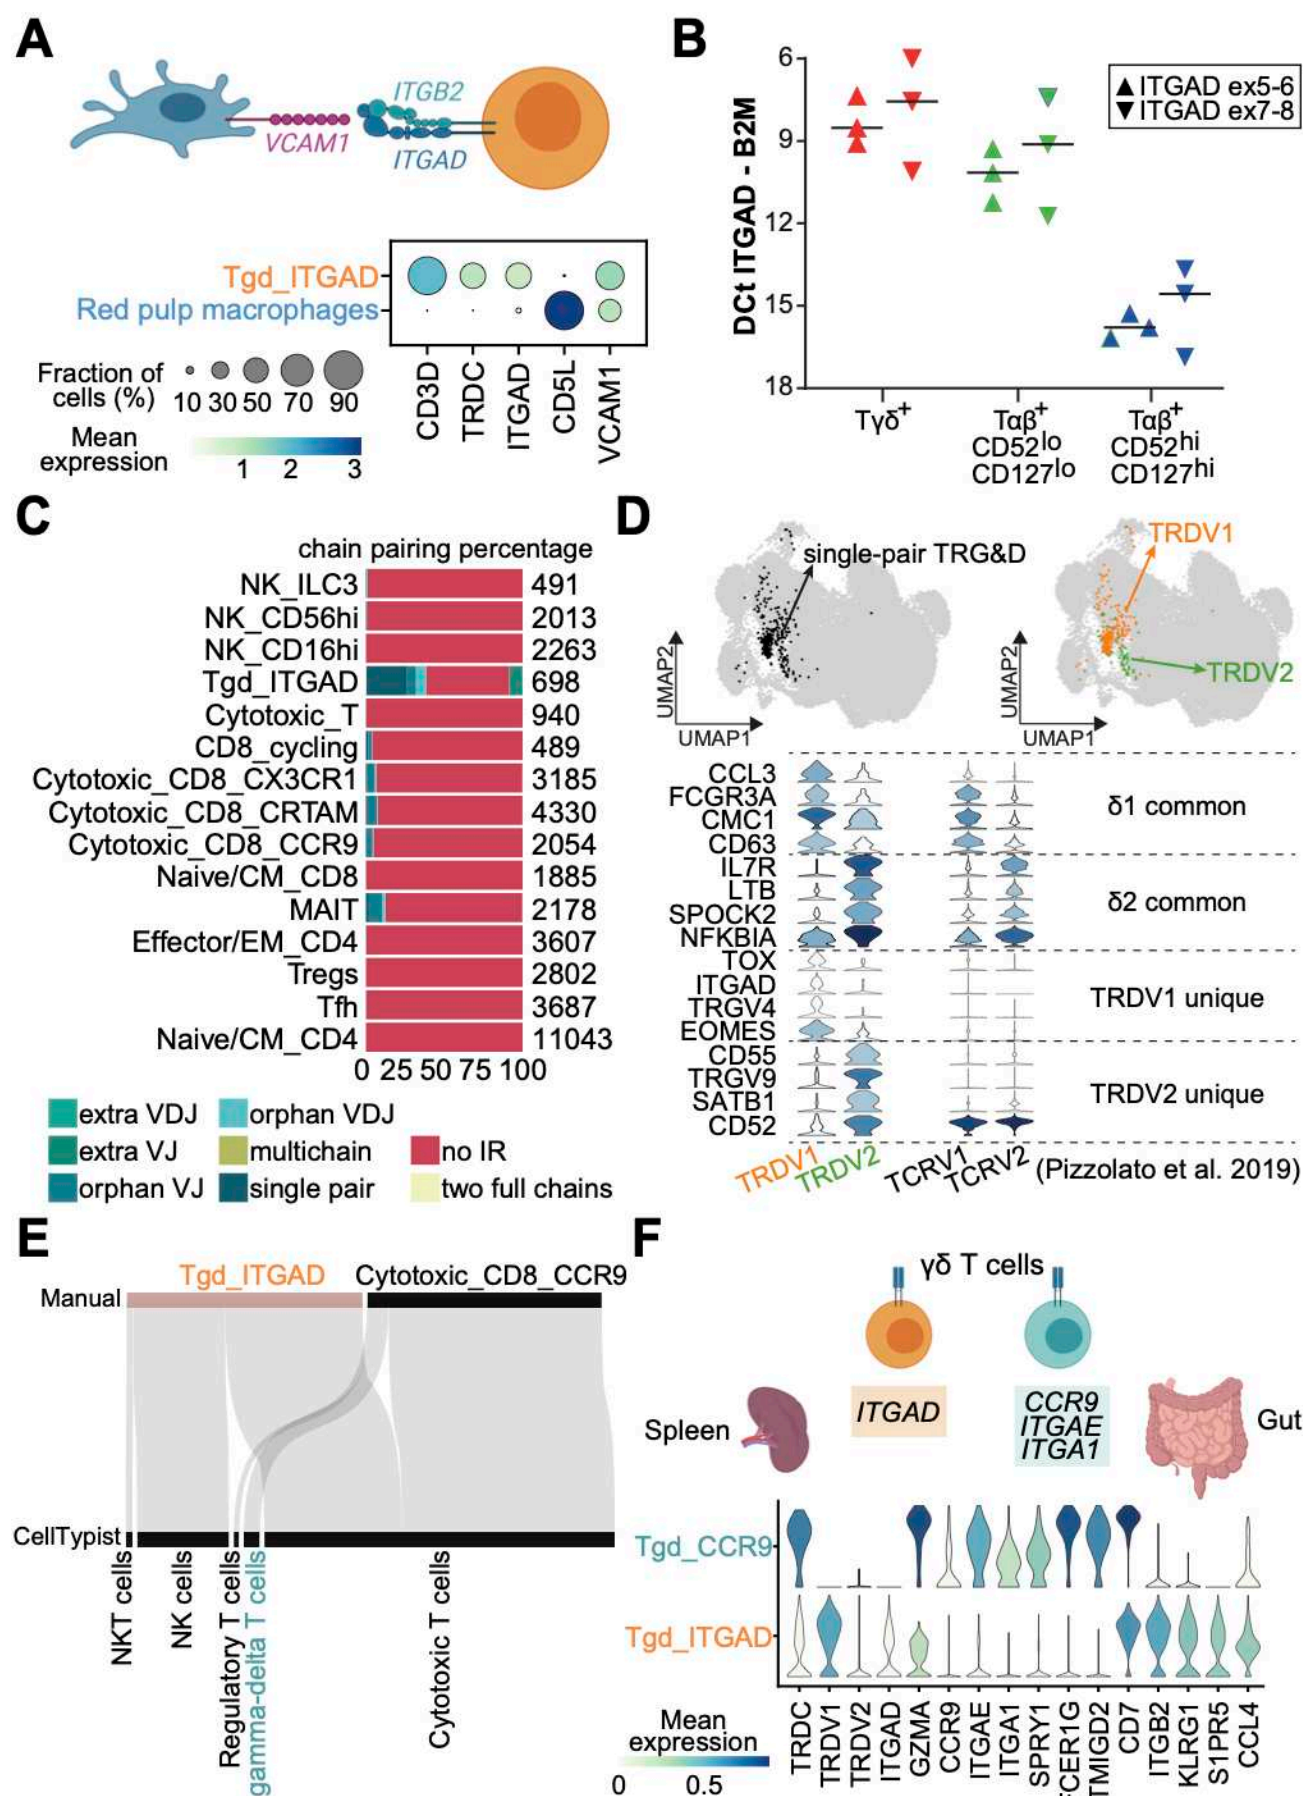 A
ITGB2
VCAM1
ITGAD
Tgd_ITGAD
Red pulp macrophages
Fraction of
cells (%)
10 30 50 70 90
Mean
expression
1 2 3
CD3D
TRDC
ITGAD
CD5L
VCAM1
B
DCt ITGAD - B2M
6
9
12
15
18
▲ ITGAD ex5-6
▼ ITGAD ex7-8
Tγδ+
Tαβ+
CD52lo
CD127lo
Tαβ+
CD52hi
CD127hi
C
chain pairing percentage
NK_ILC3 491
NK_CD56hi 2013
NK_CD16hi 2263
Tgd_ITGAD 698
Cytotoxic_T 940
CD8_cycling 489
Cytotoxic_CD8_CX3CR1 3185
Cytotoxic_CD8_CRTAM 4330
Cytotoxic_CD8_CCR9 2054
Naive/CM_CD8 1885
MAIT 2178
Effector/EM_CD4 3607
Tregs 2802
Tfh 3687
Naive/CM_CD4 11043
0 25 50 75 100
extra VDJ orphan VDJ
extra VJ multichain no IR
orphan VJ single pair two full chains
D
single-pair TRG&D
UMAP2
UMAP1
TRDV1
TRDV2
UMAP2
UMAP1
CCL3
FCGR3A
CMC1
CD63
δ1 common
IL7R
LTB
SPOCK2
NFKBIA
δ2 common
TOX
ITGAD
TRGV4
EOMES
TRDV1 unique
CD55
TRGV9
SATB1
CD52
TRDV2 unique
TRDV1 TRDV2 TCRV1 TCRV2 (Pizzolato et al. 2019)
E
Tgd_ITGAD Cytotoxic_CD8_CCR9
Manual
CellTypist
NKT cells
NK cells
Regulatory T cells
gamma-delta T cells
Cytotoxic T cells
F
γδ T cells
Spleen
ITGAD
CCR9
ITGAE
ITGA1
Gut
Tgd_CCR9
Tgd_ITGAD
Mean
expression
0 0.5
TRDC
TRDV1
TRDV2
ITGAD
GZMA
CCR9
ITGAE
ITGA1
SPRY1
FCER1G
TMIGD2
CD7
ITGB2
KLRG1
S1PR5
CCL4